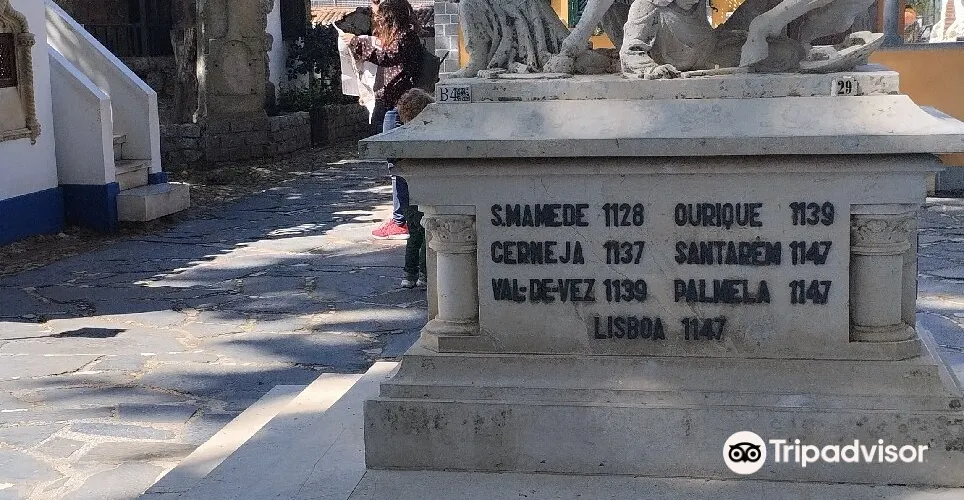 B4
29
S.MAMEDE 1128 OURIQUE 1139
CERNEJA 1137 SANTARÉM 1147
VAL-DE-VEZ 1139 PALMELA 1147
LISBOA 1147
Tripadvisor